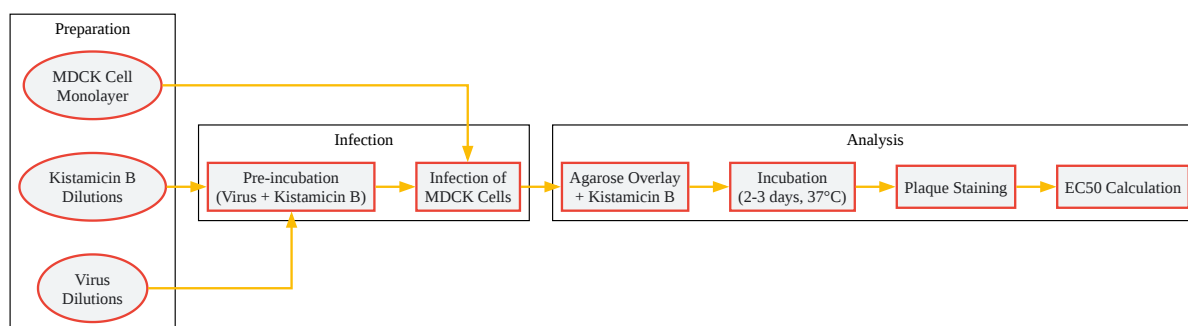 Preparation
MDCK Cell
Monolayer
Kistamicin B
Dilutions
Virus
Dilutions
Infection
Pre-incubation
(Virus + Kistamicin B)
Infection of
MDCK Cells
Analysis
Agarose Overlay
+ Kistamicin B
Incubation
(2-3 days, 37°C)
Plaque Staining
EC50 Calculation